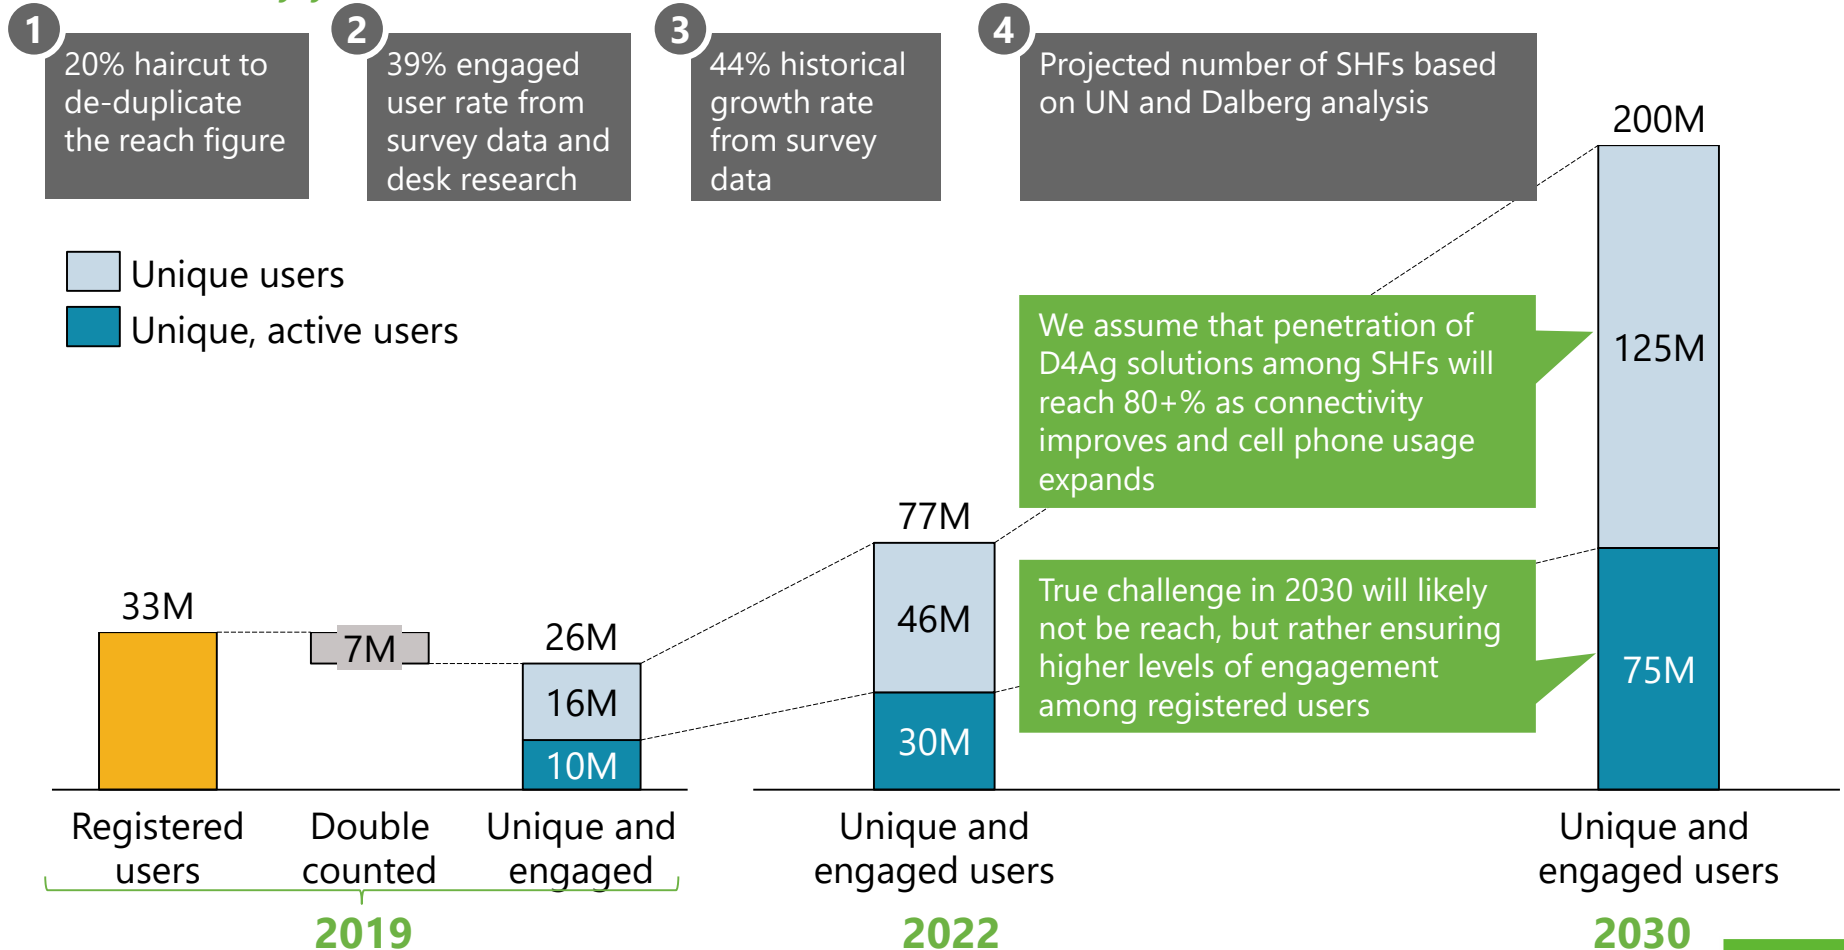 1
20% haircut to
de-duplicate
the reach figure
2
39% engaged
user rate from
survey data and
desk research
3
44% historical
growth rate
from survey
data
4
Projected number of SHFs based
on UN and Dalberg analysis
Unique users
Unique, active users
We assume that penetration of
D4Ag solutions among SHFs will
reach 80+% as connectivity
improves and cell phone usage
expands
True challenge in 2030 will likely
not be reach, but rather ensuring
higher levels of engagement
among registered users
33M
7M
26M
16M
10M
77M
46M
30M
200M
125M
75M
Registered
users
Double
counted
Unique and
engaged
Unique and
engaged users
Unique and
engaged users
2019
2022
2030